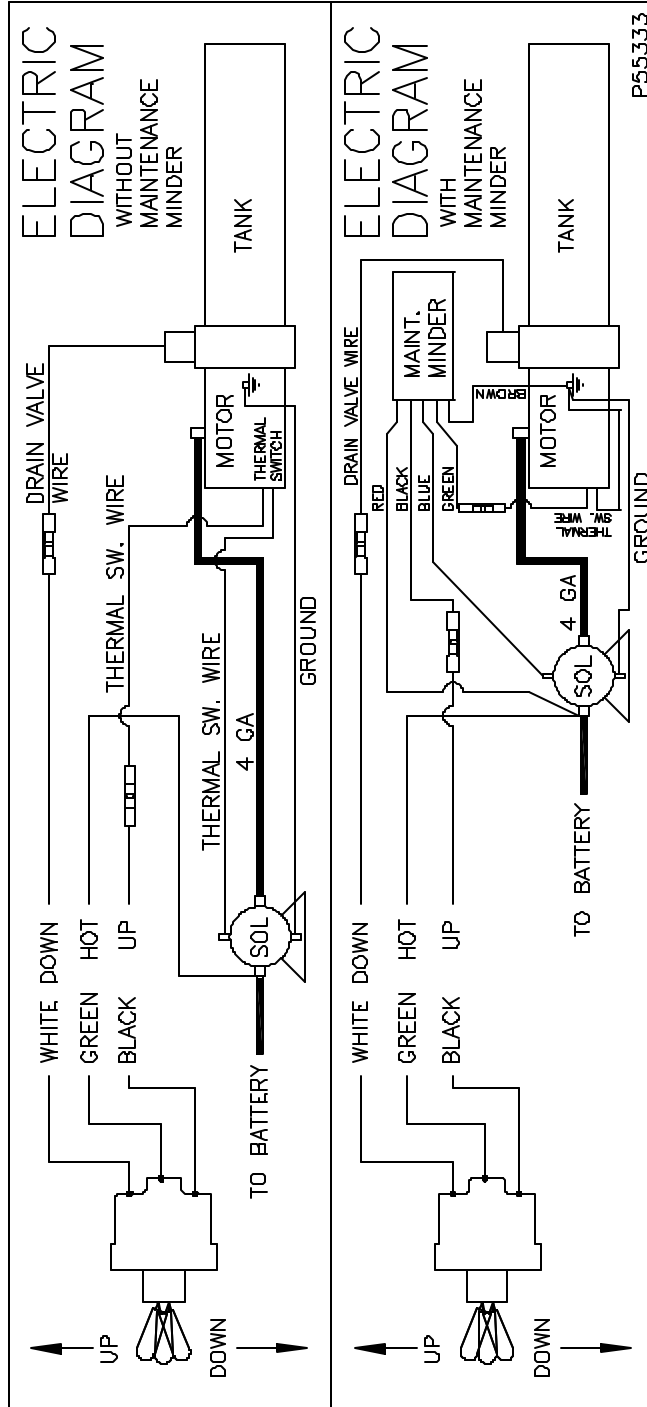 ELECTRIC
DIAGRAM
WITHOUT
MAINTENANCE
MINDER
UP
DOWN
WHITE DOWN
GREEN HOT
BLACK UP
TO BATTERY
SOL
DRAIN VALVE
WIRE
THERMAL SW. WIRE
THERMAL SW. WIRE
4 GA
GROUND
MOTOR
THERMAL
SWITCH
TANK
ELECTRIC
DIAGRAM
WITH
MAINTENANCE
MINDER
UP
DOWN
WHITE DOWN
GREEN HOT
BLACK UP
TO BATTERY
SOL
DRAIN VALVE WIRE
RED
BLACK
BLUE
GREEN
MAINT.
MINDER
BROWN
4 GA
THERMAL
SW. WIRE
GROUND
MOTOR
TANK
P55333